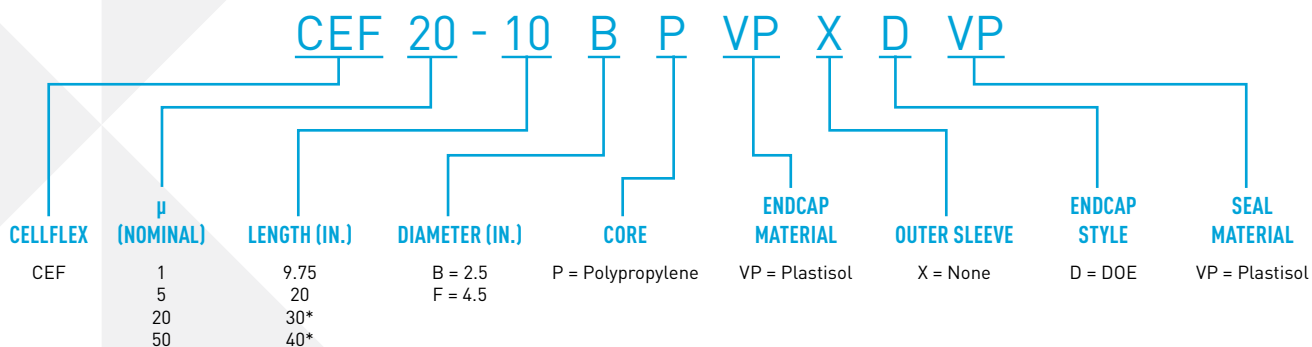 CEF 20 - 10 B P VP X D VP
CELLFLEX
CEF
µ
(NOMINAL)
1
5
20
50
LENGTH (IN.)
9.75
20
30*
40*
DIAMETER (IN.)
B = 2.5
F = 4.5
CORE
P = Polypropylene
ENDCAP
MATERIAL
VP = Plastisol
OUTER SLEEVE
X = None
ENDCAP
STYLE
D = DOE
SEAL
MATERIAL
VP = Plastisol